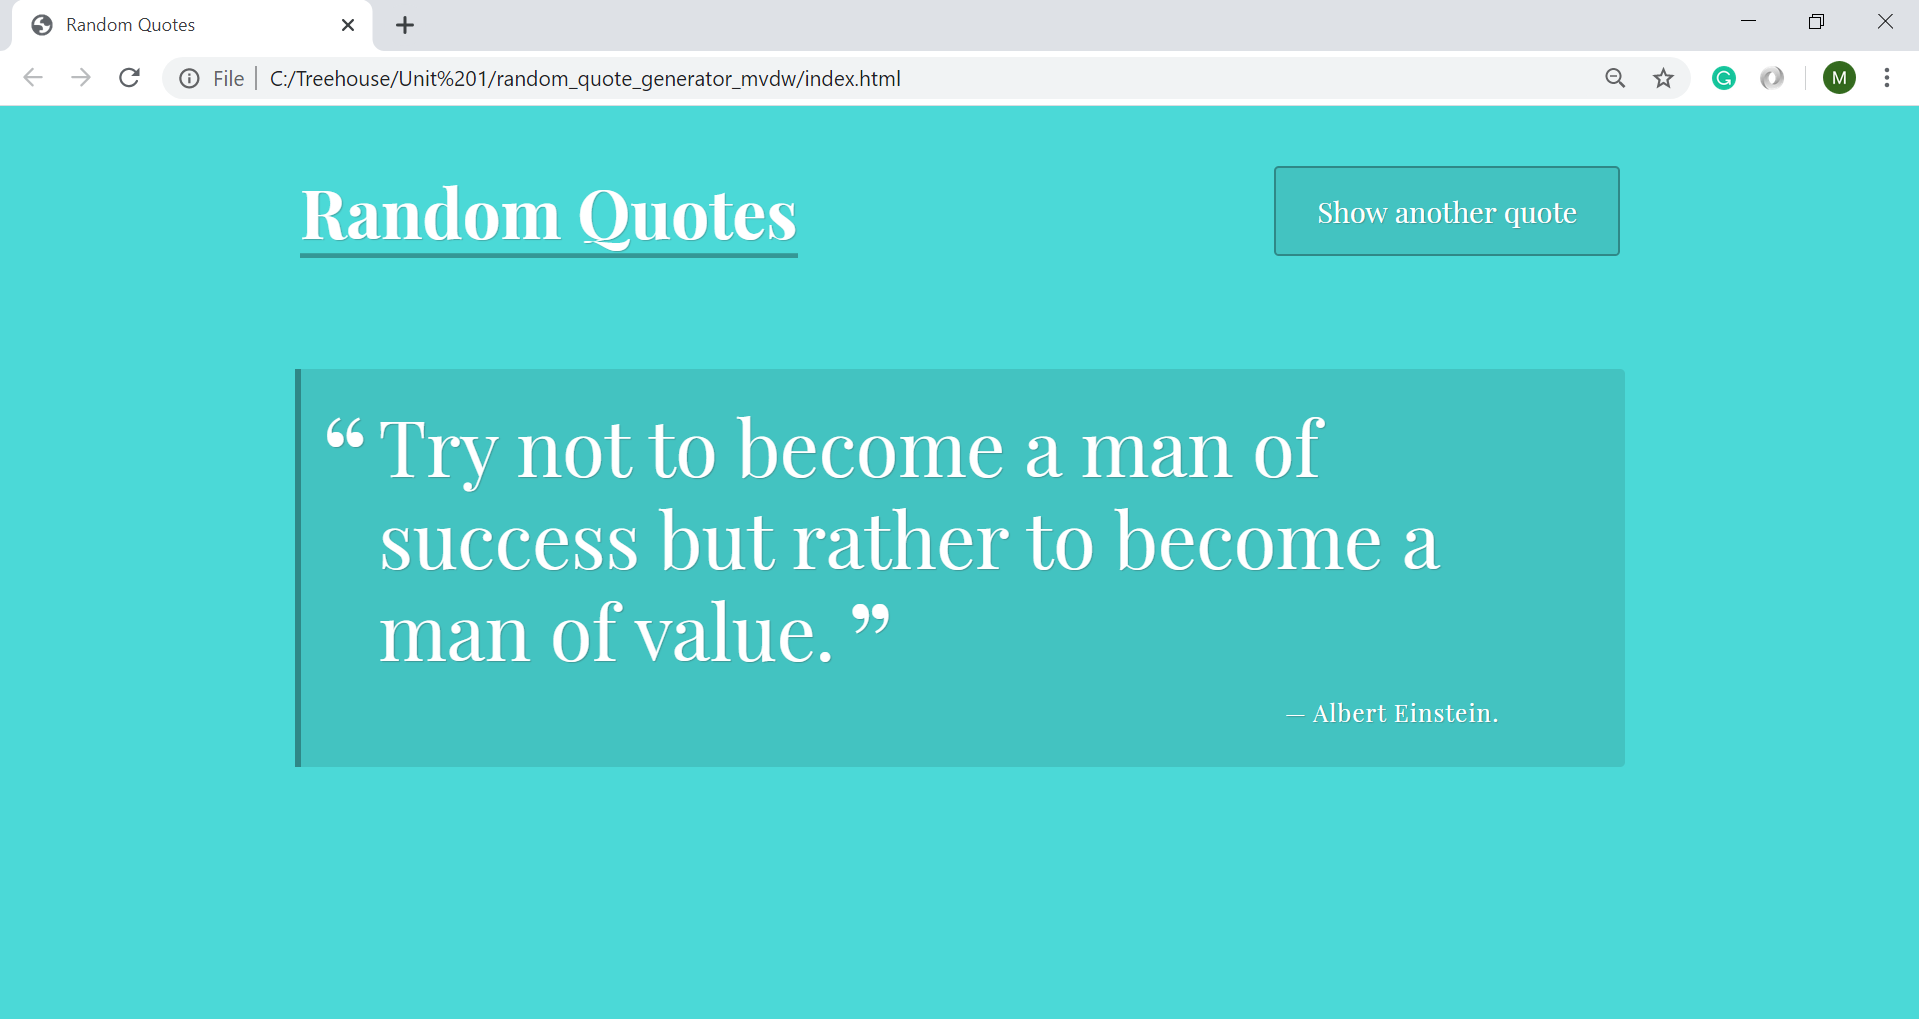 Random Quotes
File C:/Treehouse/Unit%201/random_quote_generator_mvdw/index.html M
Random Quotes
Show another quote
“ Try not to become a man of
success but rather to become a
man of value. ”
— Albert Einstein.